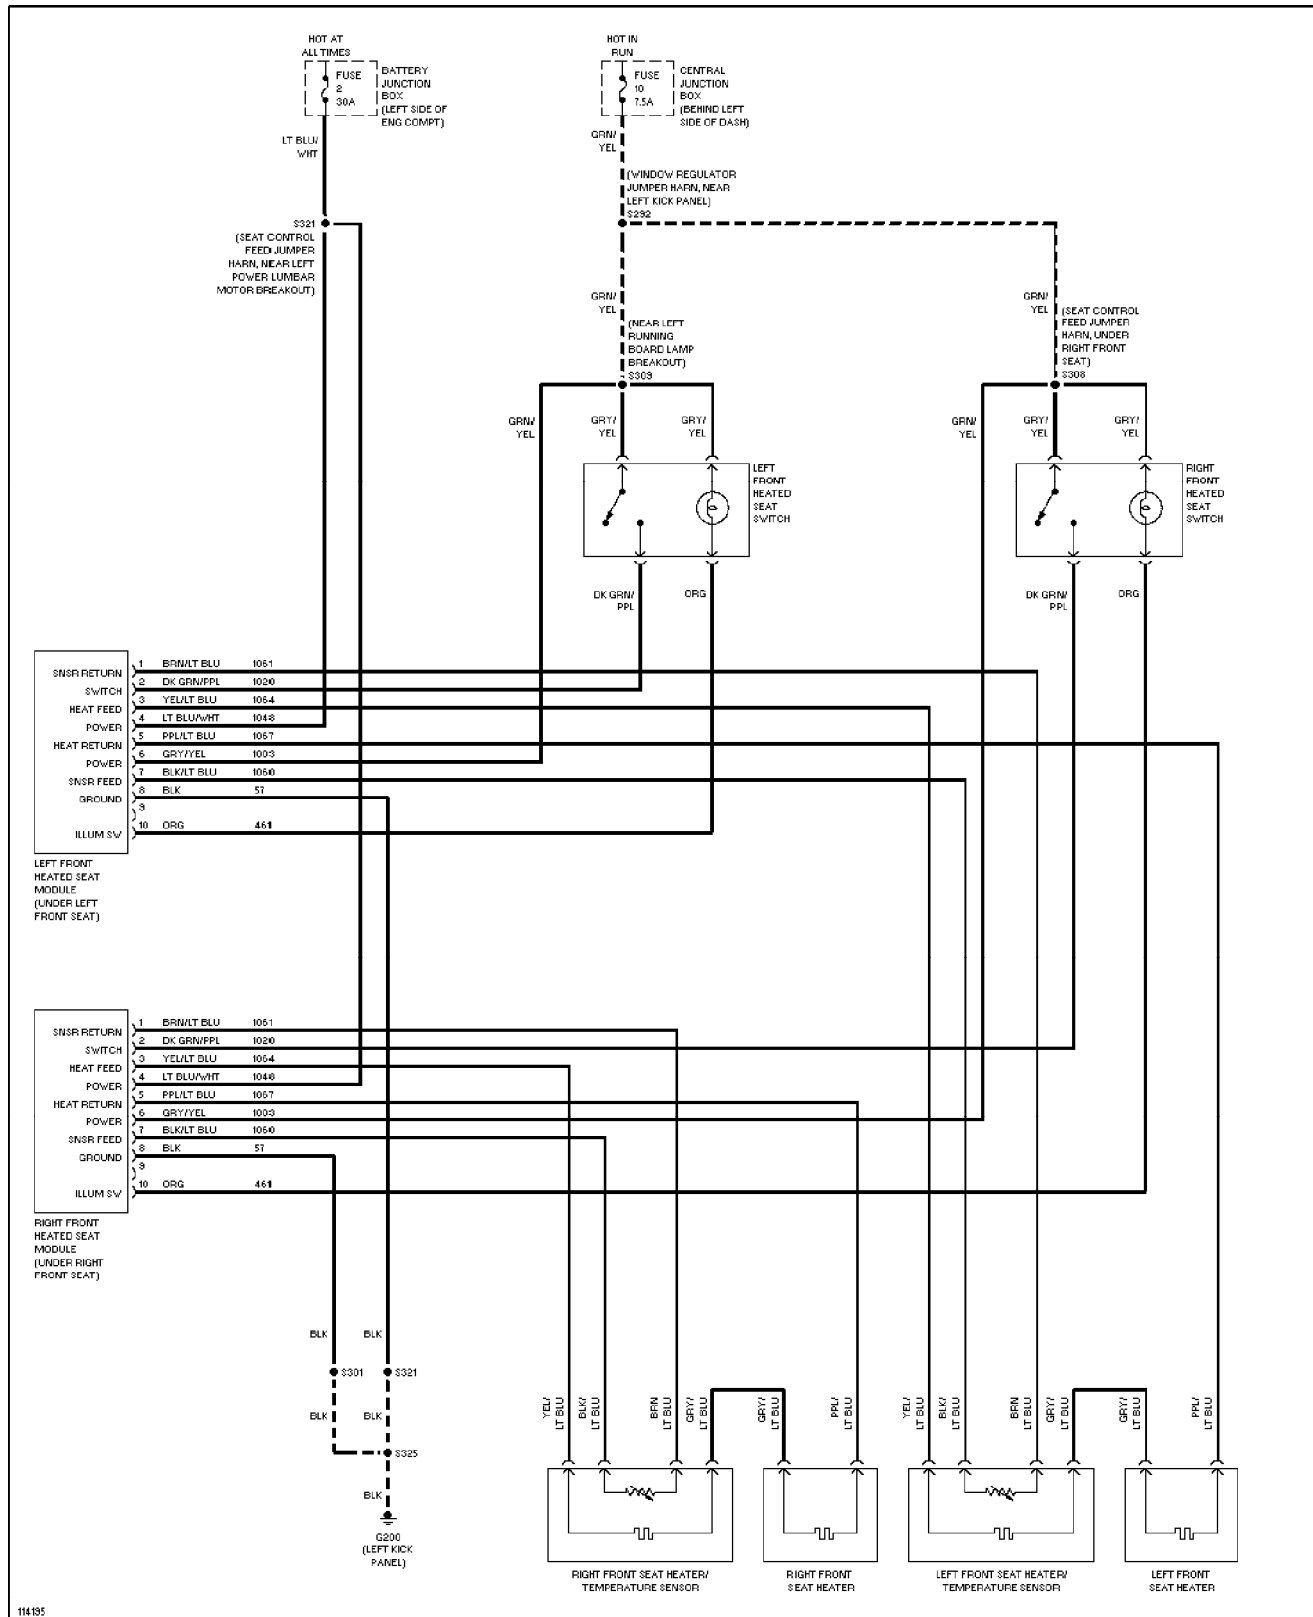 HOT AT
ALL TIMES
FUSE
2
30A
BATTERY
JUNCTION
BOX
(LEFT SIDE OF
ENG COMPT)
LT BLU/
WHT
HOT IN
RUN
FUSE
10
7.5A
CENTRAL
JUNCTION
BOX
(BEHIND LEFT
SIDE OF DASH)
GRN/
YEL
(WINDOW REGULATOR
JUMPER HARN, NEAR
LEFT KICK PANEL)
S292
S321
(SEAT CONTROL
FEED JUMPER
HARN, NEAR LEFT
POWER LUMBAR
MOTOR BREAKOUT)
GRN/
YEL
(NEAR LEFT
RUNNING
BOARD LAMP
BREAKOUT)
S309
GRN/
YEL
(SEAT CONTROL
FEED JUMPER
HARN, UNDER
RIGHT FRONT
SEAT)
S308
GRN/
YEL
GRY/
YEL
GRY/
YEL
GRN/
YEL
GRY/
YEL
GRY/
YEL
LEFT
FRONT
HEATED
SEAT
SWITCH
RIGHT
FRONT
HEATED
SEAT
SWITCH
DK GRN/
PPL
ORG
DK GRN/
PPL
ORG
SNSR RETURN 1 BRN/LT BLU 1061
SWITCH 2 DK GRN/PPL 1020
HEAT FEED 3 YEL/LT BLU 1064
POWER 4 LT BLU/WHT 1048
HEAT RETURN 5 PPL/LT BLU 1067
POWER 6 GRY/YEL 1003
SNSR FEED 7 BLK/LT BLU 1060
GROUND 8 BLK 57
9
ILLUM SW 10 ORG 461
LEFT FRONT
HEATED SEAT
MODULE
(UNDER LEFT
FRONT SEAT)
SNSR RETURN 1 BRN/LT BLU 1061
SWITCH 2 DK GRN/PPL 1020
HEAT FEED 3 YEL/LT BLU 1064
POWER 4 LT BLU/WHT 1048
HEAT RETURN 5 PPL/LT BLU 1067
POWER 6 GRY/YEL 1003
SNSR FEED 7 BLK/LT BLU 1060
GROUND 8 BLK 57
9
ILLUM SW 10 ORG 461
RIGHT FRONT
HEATED SEAT
MODULE
(UNDER RIGHT
FRONT SEAT)
BLK
BLK
S301
S321
BLK
BLK
S325
BLK
G200
(LEFT KICK
PANEL)
YEL/
LT BLU
BLK/
LT BLU
BRN
LT BLU
GRY/
LT BLU
GRY/
LT BLU
PPL/
LT BLU
YEL/
LT BLU
BLK/
LT BLU
BRN
LT BLU
GRY/
LT BLU
GRY/
LT BLU
PPL/
LT BLU
RIGHT FRONT SEAT HEATER/
TEMPERATURE SENSOR
RIGHT FRONT
SEAT HEATER
LEFT FRONT SEAT HEATER/
TEMPERATURE SENSOR
LEFT FRONT
SEAT HEATER
114195